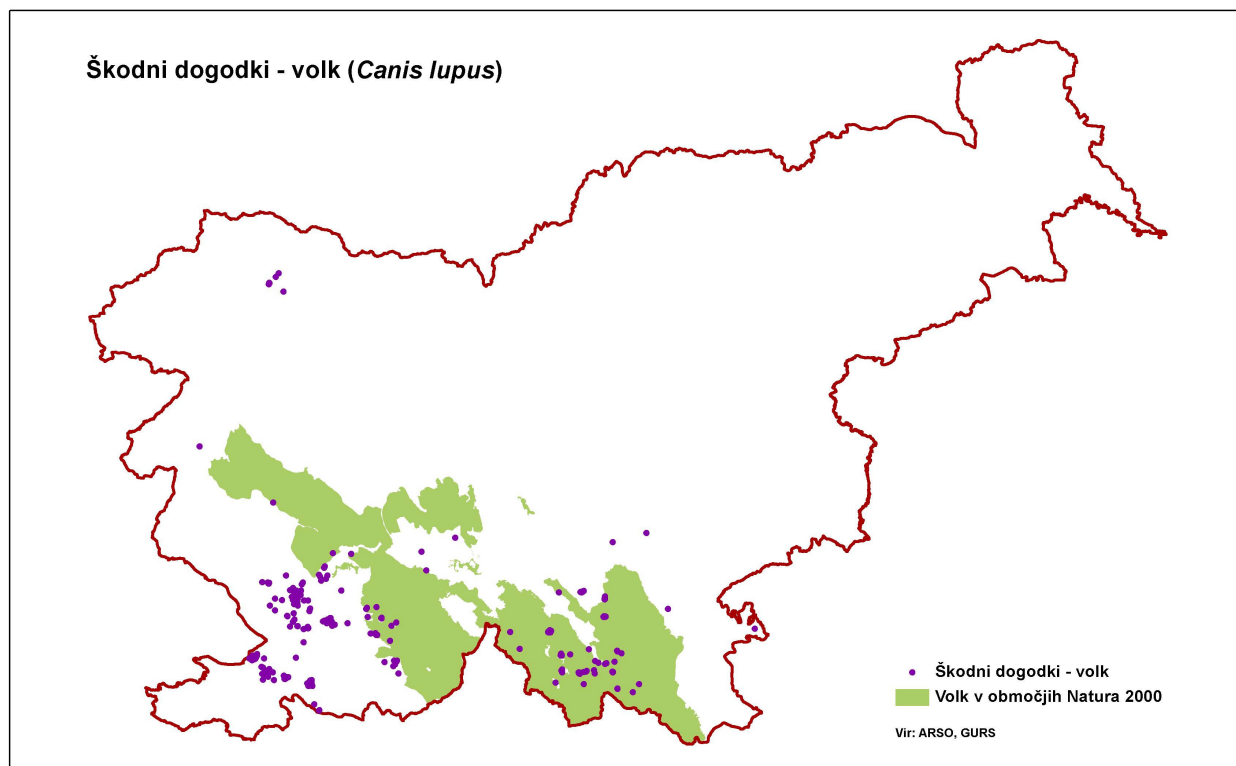 Škodni dogodki - volk (Canis lupus)
Škodni dogodki - volk
Volk v območjih Natura 2000
Vir: ARSO, GURS